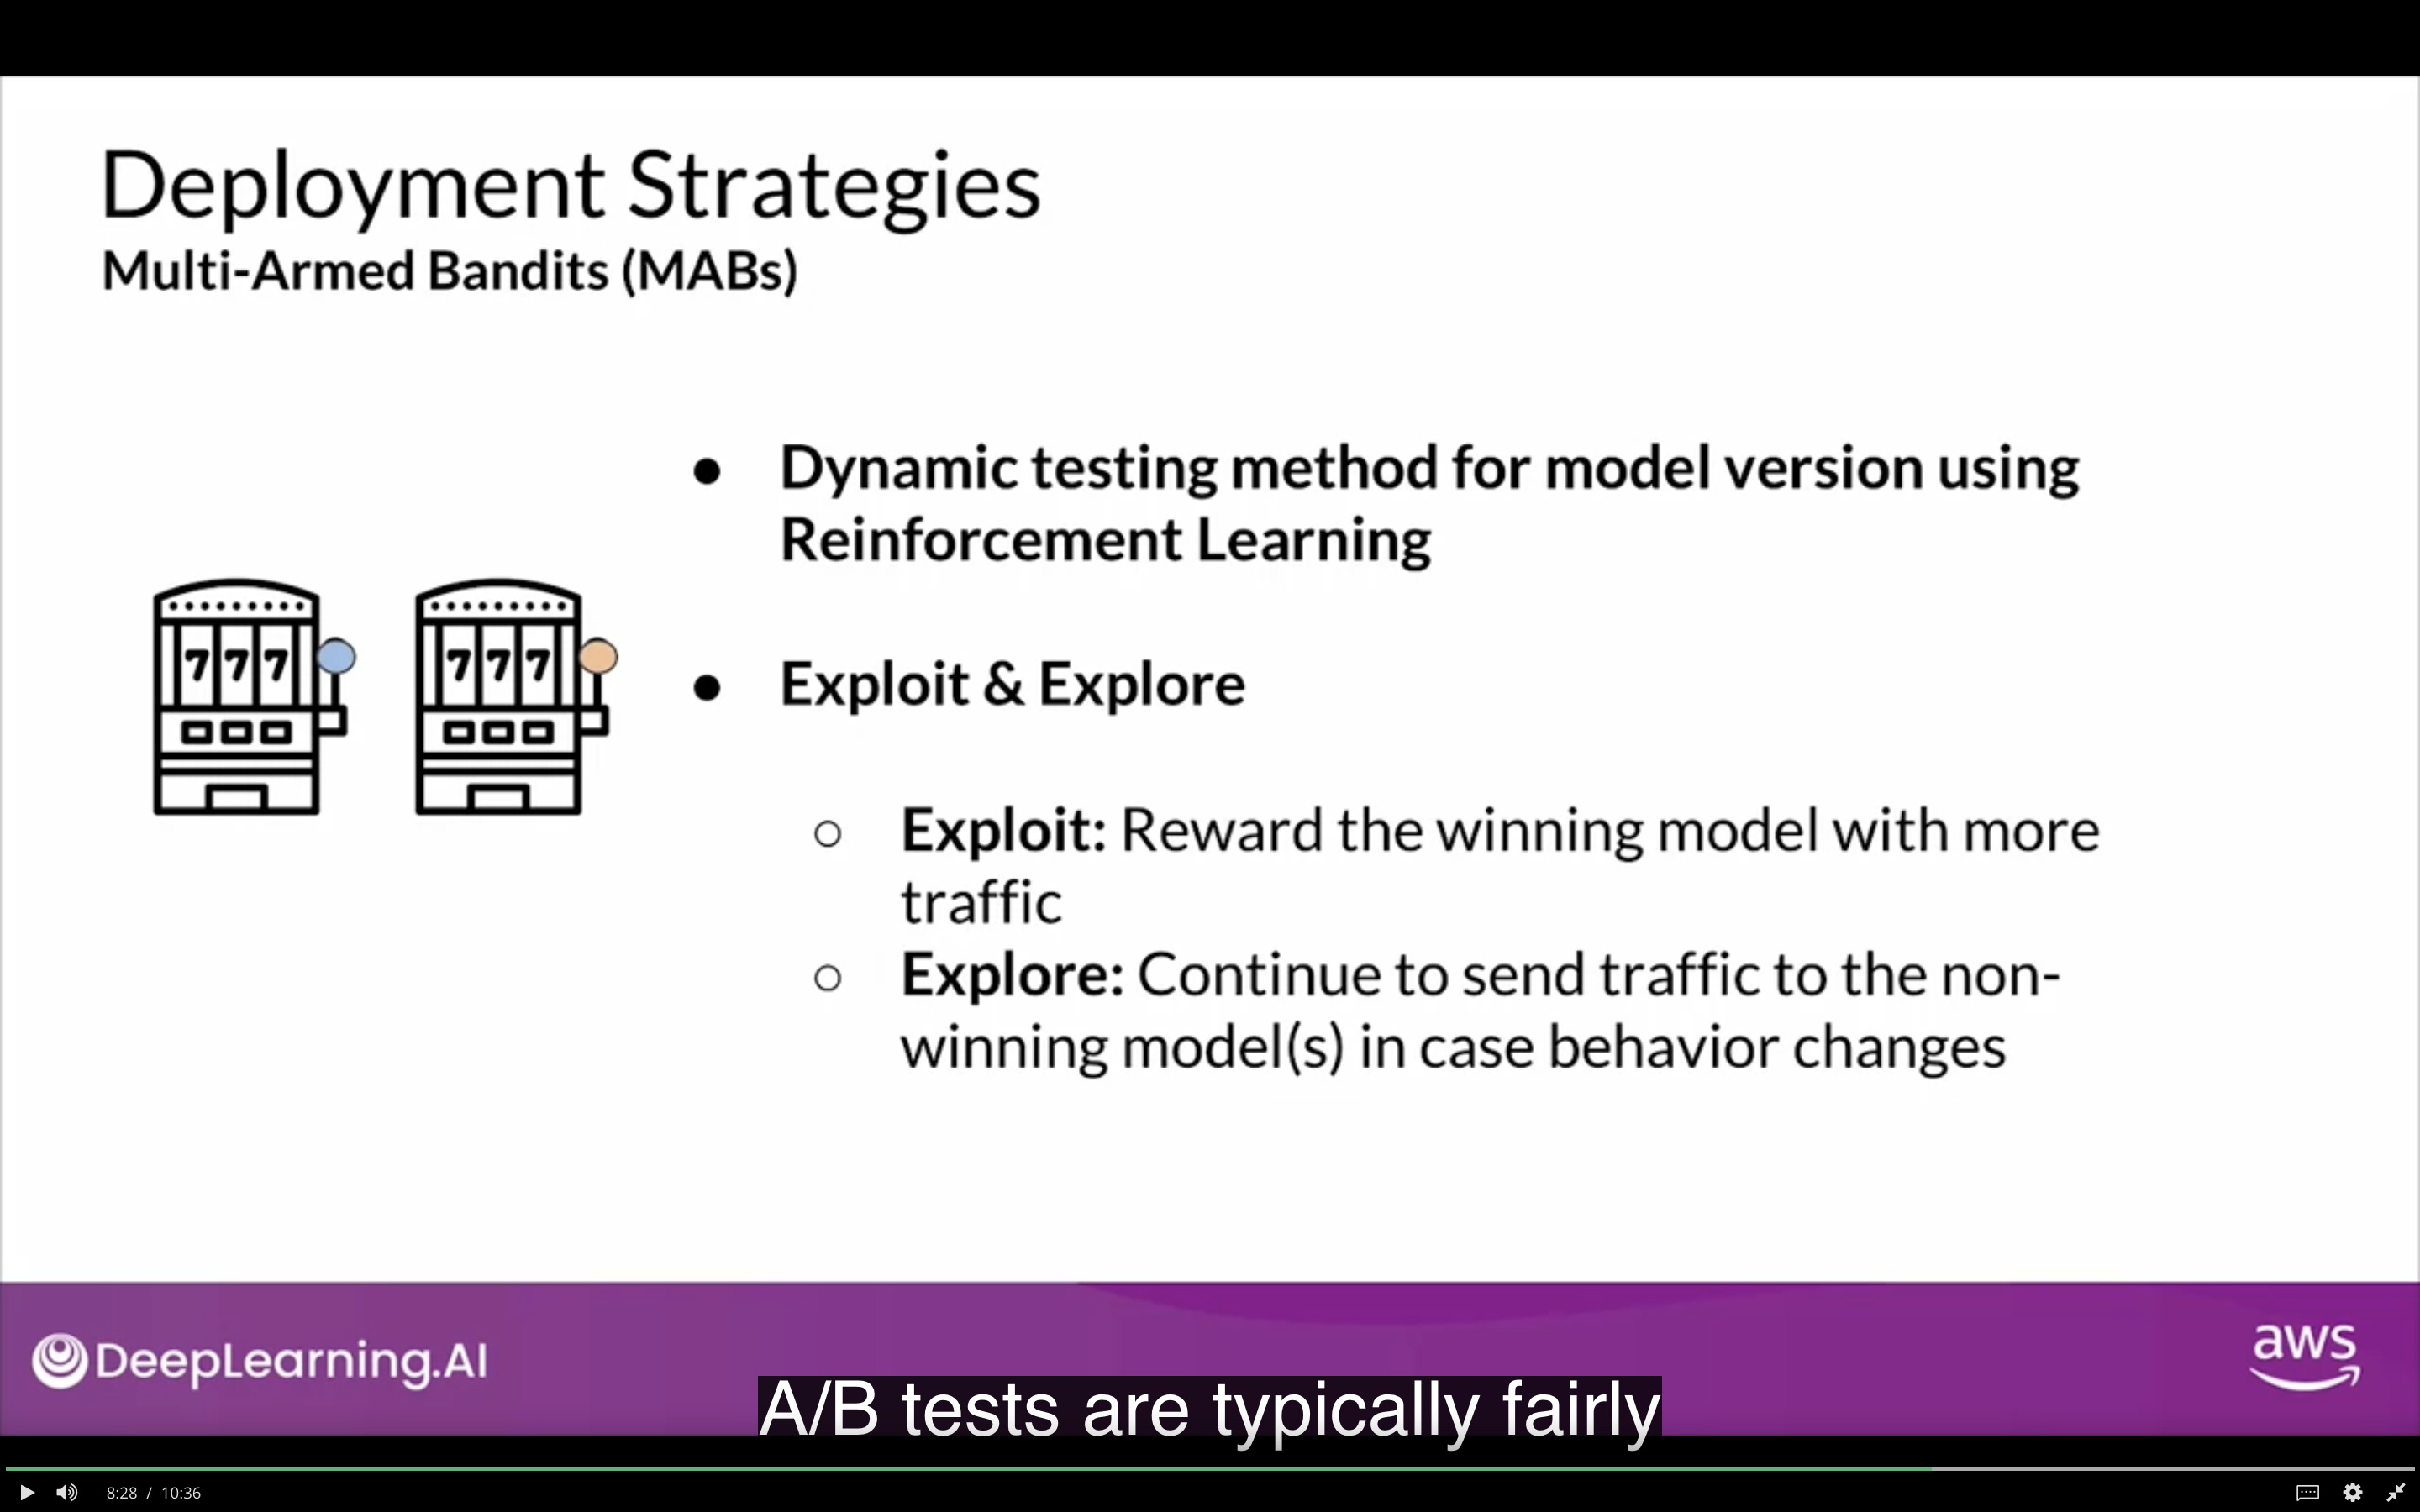 Deployment Strategies
Multi-Armed Bandits (MABs)
● Dynamic testing method for model version using
Reinforcement Learning
● Exploit & Explore
○ Exploit: Reward the winning model with more
traffic
○ Explore: Continue to send traffic to the non-
winning model(s) in case behavior changes
777
777
DeepLearning.AI
aws
A/B tests are typically fairly
8:28 / 10:36